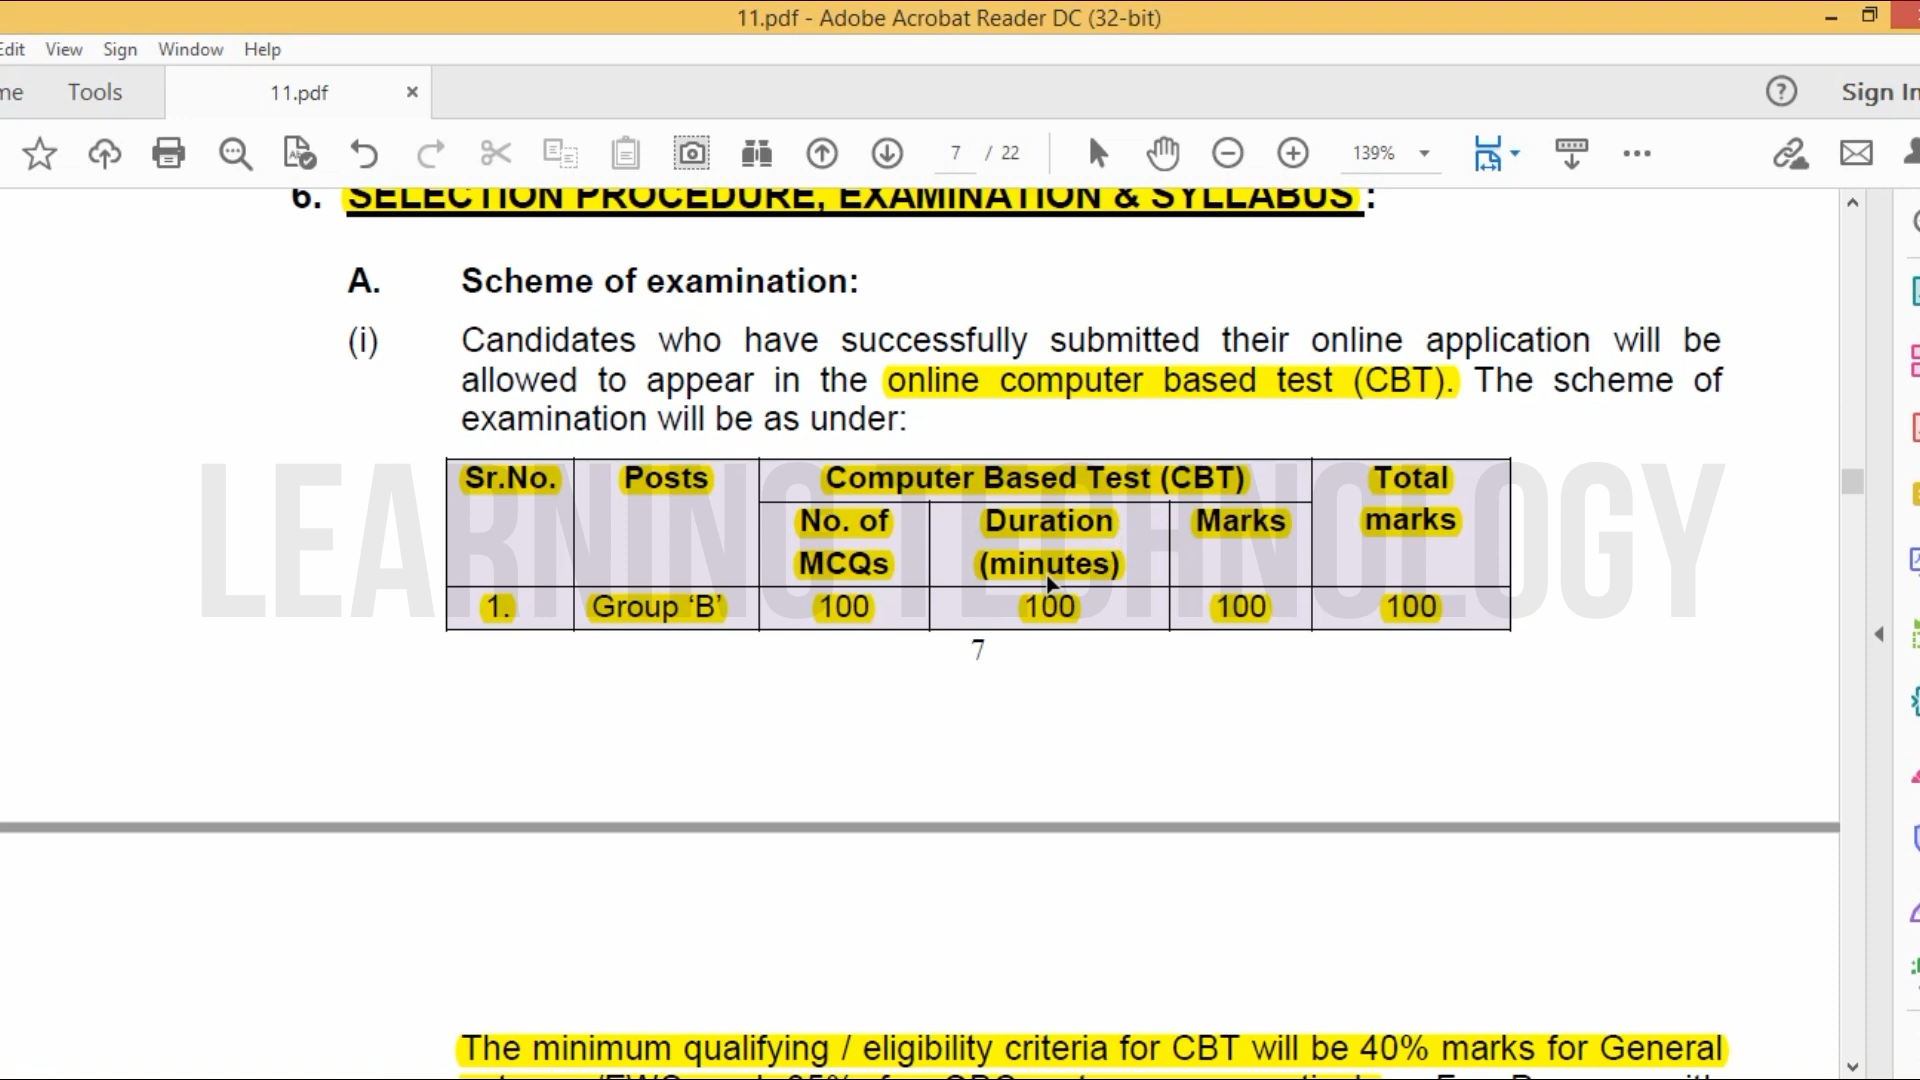 11.pdf - Adobe Acrobat Reader DC (32-bit)
Edit View Sign Window Help
Tools 11.pdf × ? Sign In
7 / 22 139%
6. SELECTION PROCEDURE, EXAMINATION & SYLLABUS :
A. Scheme of examination:
(i) Candidates who have successfully submitted their online application will be
allowed to appear in the online computer based test (CBT). The scheme of
examination will be as under:
LEARNING TECHNOLOGY
Sr.No. Posts Computer Based Test (CBT) Total marks
No. of MCQs Duration (minutes) Marks
1. Group ‘B’ 100 100 100 100
7
The minimum qualifying / eligibility criteria for CBT will be 40% marks for General